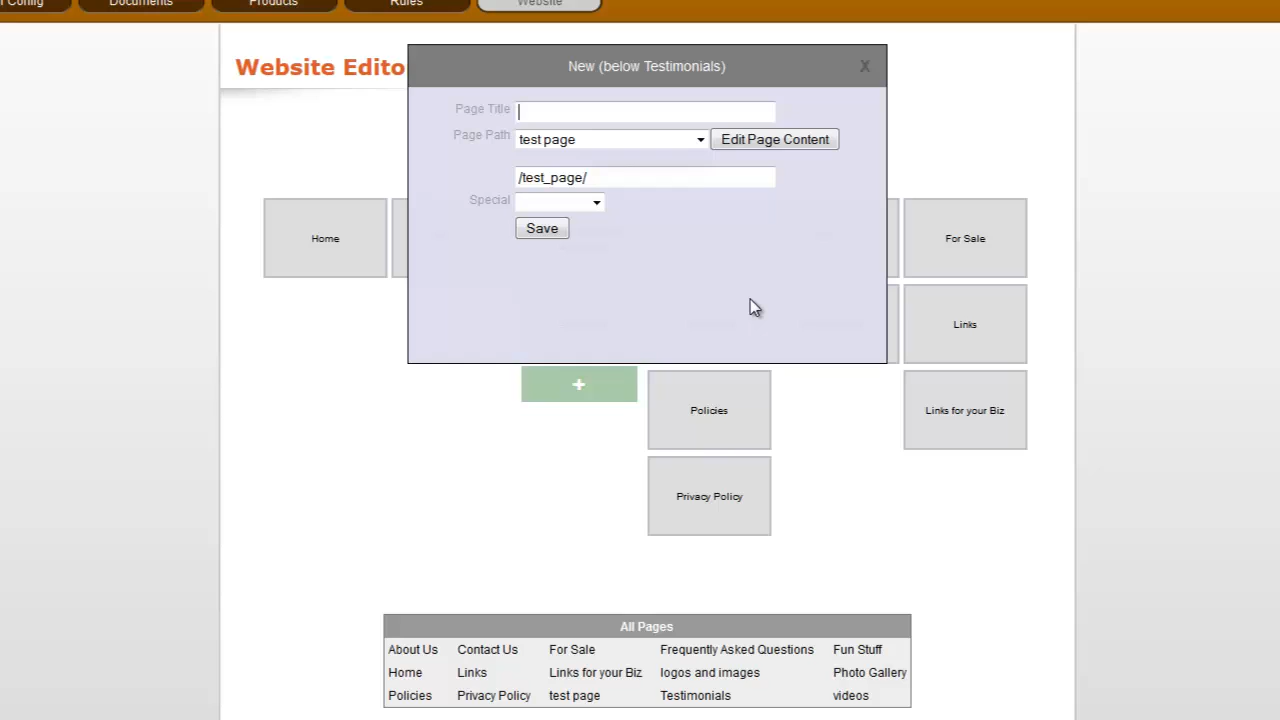 Config
Documents
Products
Rules
Website
Website Edito
New (below Testimonials)
X
Page Title
Page Path
test page
Edit Page Content
/test_page/
Special
Save
Home
For Sale
Links
+
Policies
Links for your Biz
Privacy Policy
All Pages
About Us Contact Us For Sale Frequently Asked Questions Fun Stuff
Home Links Links for your Biz logos and images Photo Gallery
Policies Privacy Policy test page Testimonials videos